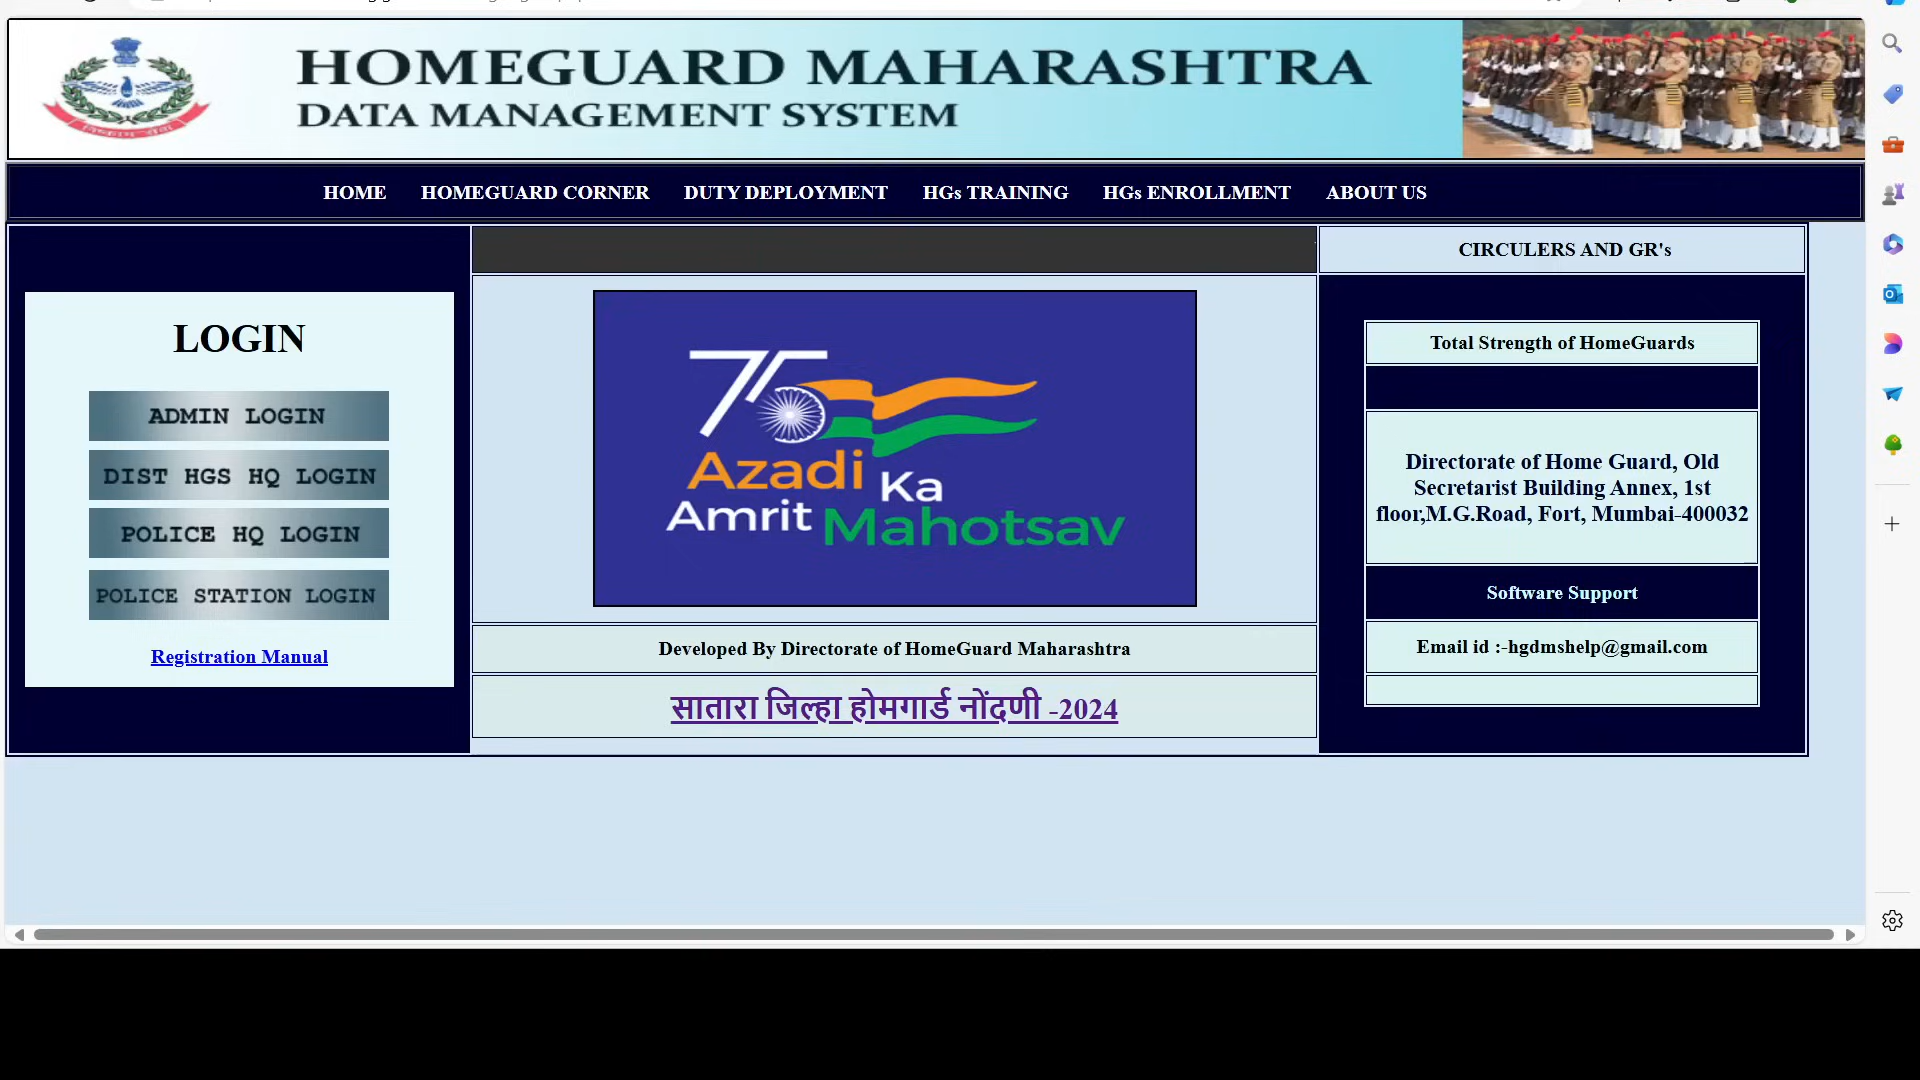 HOMEGUARD MAHARASHTRA
DATA MANAGEMENT SYSTEM
HOME HOMEGUARD CORNER DUTY DEPLOYMENT HGs TRAINING HGs ENROLLMENT ABOUT US
LOGIN
ADMIN LOGIN
DIST HGS HQ LOGIN
POLICE HQ LOGIN
POLICE STATION LOGIN
Registration Manual
75
Azadi
Ka
Amrit
Mahotsav
Developed By Directorate of HomeGuard Maharashtra
सातारा जिल्हा होमगार्ड नोंदणी -2024
CIRCULERS AND GR's
Total Strength of HomeGuards
Directorate of Home Guard, Old
Secretarist Building Annex, 1st
floor,M.G.Road, Fort, Mumbai-400032
Software Support
Email id :-hgdmshelp@gmail.com